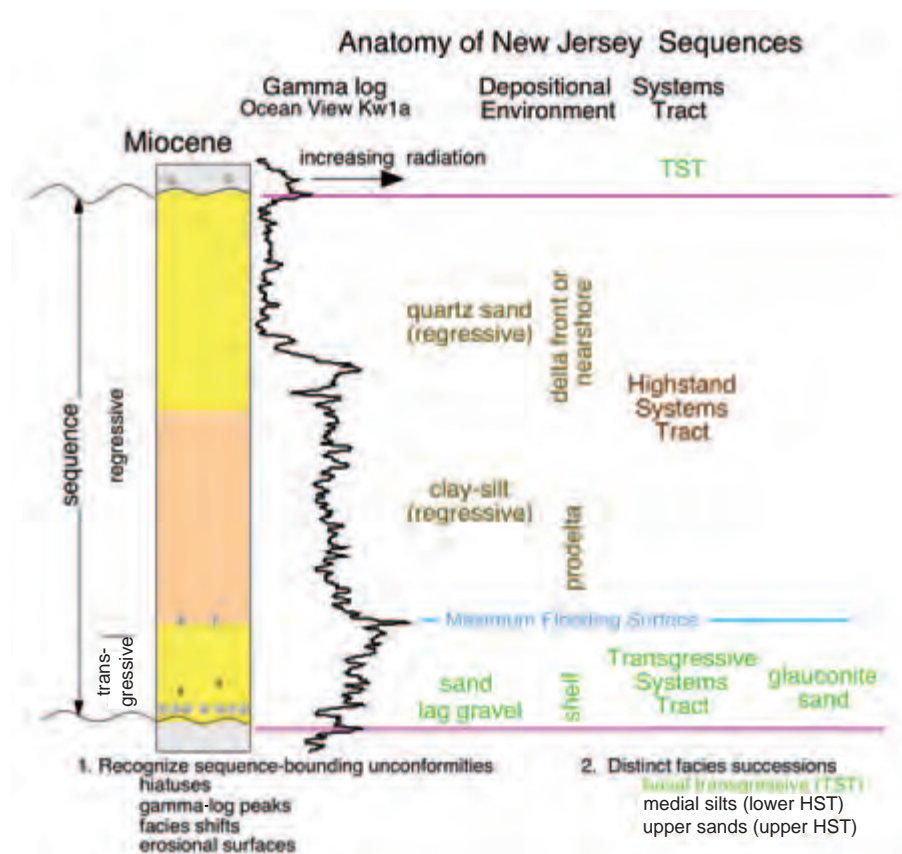 Anatomy of New Jersey Sequences
Gamma log
Ocean View Kw1a
Depositional
Environment
Systems
Tract
Miocene
increasing radiation
TST
sequence
regressive
trans-
gressive
quartz sand
(regressive)
delta front or
nearshore
Highstand
Systems
Tract
clay-silt
(regressive)
prodelta
Maximum Flooding Surface
sand
lag gravel
shelf
Transgressive
Systems
Tract
glauconite
sand
1. Recognize sequence-bounding unconformities
hiatuses
gamma-log peaks
facies shifts
erosional surfaces
2. Distinct facies successions
transgressive (TST)
medial silts (lower HST)
upper sands (upper HST)